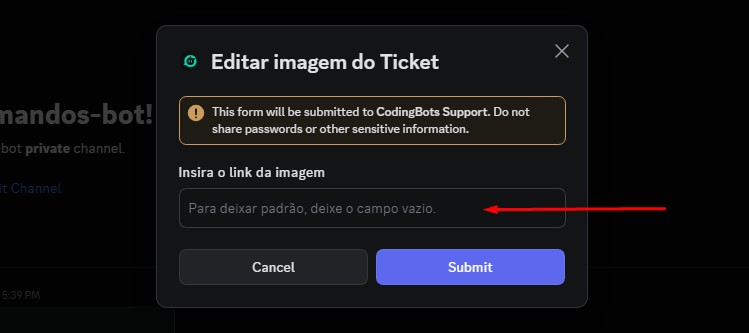 Editar imagem do Ticket
This form will be submitted to CodingBots Support. Do not
share passwords or other sensitive information.
mandos-bot!
bot private channel.
Insira o link da imagem
it Channel
Para deixar padrão, deixe o campo vazio.
Cancel
Submit
5:39 PM